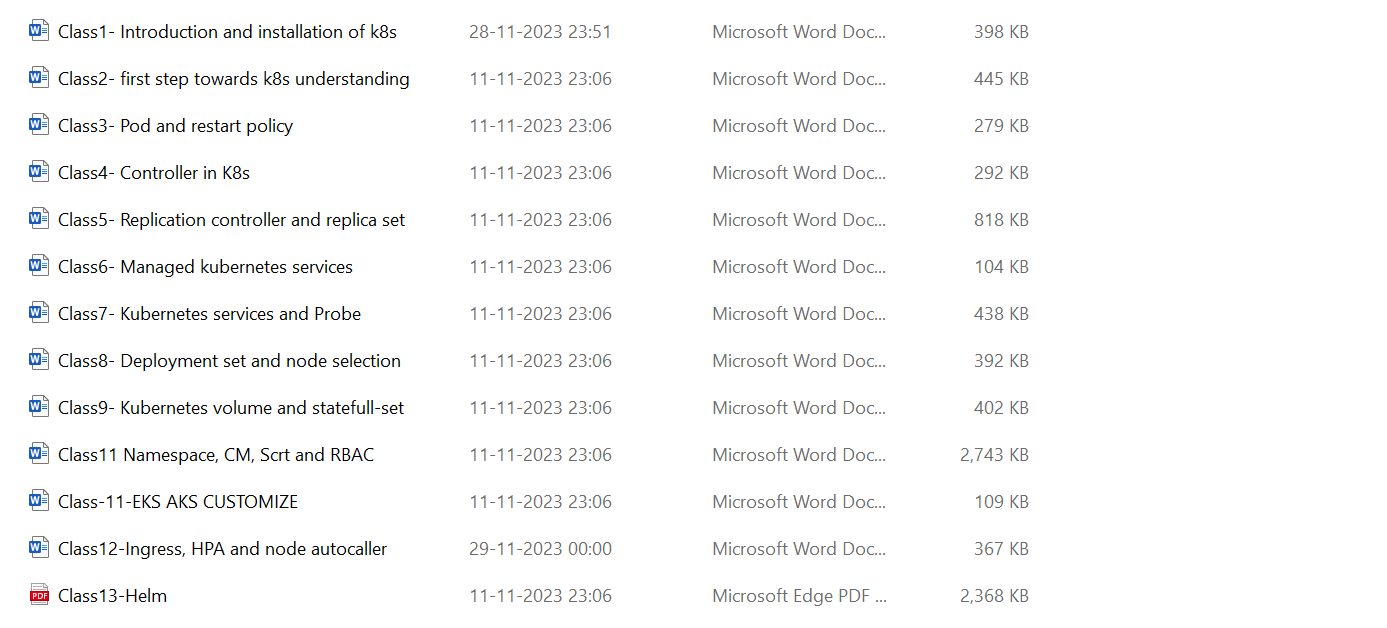 Class1- Introduction and installation of k8s 28-11-2023 23:51 Microsoft Word Doc... 398 KB
Class2- first step towards k8s understanding 11-11-2023 23:06 Microsoft Word Doc... 445 KB
Class3- Pod and restart policy 11-11-2023 23:06 Microsoft Word Doc... 279 KB
Class4- Controller in K8s 11-11-2023 23:06 Microsoft Word Doc... 292 KB
Class5- Replication controller and replica set 11-11-2023 23:06 Microsoft Word Doc... 818 KB
Class6- Managed kubernetes services 11-11-2023 23:06 Microsoft Word Doc... 104 KB
Class7- Kubernetes services and Probe 11-11-2023 23:06 Microsoft Word Doc... 438 KB
Class8- Deployment set and node selection 11-11-2023 23:06 Microsoft Word Doc... 392 KB
Class9- Kubernetes volume and statefull-set 11-11-2023 23:06 Microsoft Word Doc... 402 KB
Class11 Namespace, CM, Scrt and RBAC 11-11-2023 23:06 Microsoft Word Doc... 2,743 KB
Class-11-EKS AKS CUSTOMIZE 11-11-2023 23:06 Microsoft Word Doc... 109 KB
Class12-Ingress, HPA and node autocaller 29-11-2023 00:00 Microsoft Word Doc... 367 KB
Class13-Helm 11-11-2023 23:06 Microsoft Edge PDF ... 2,368 KB